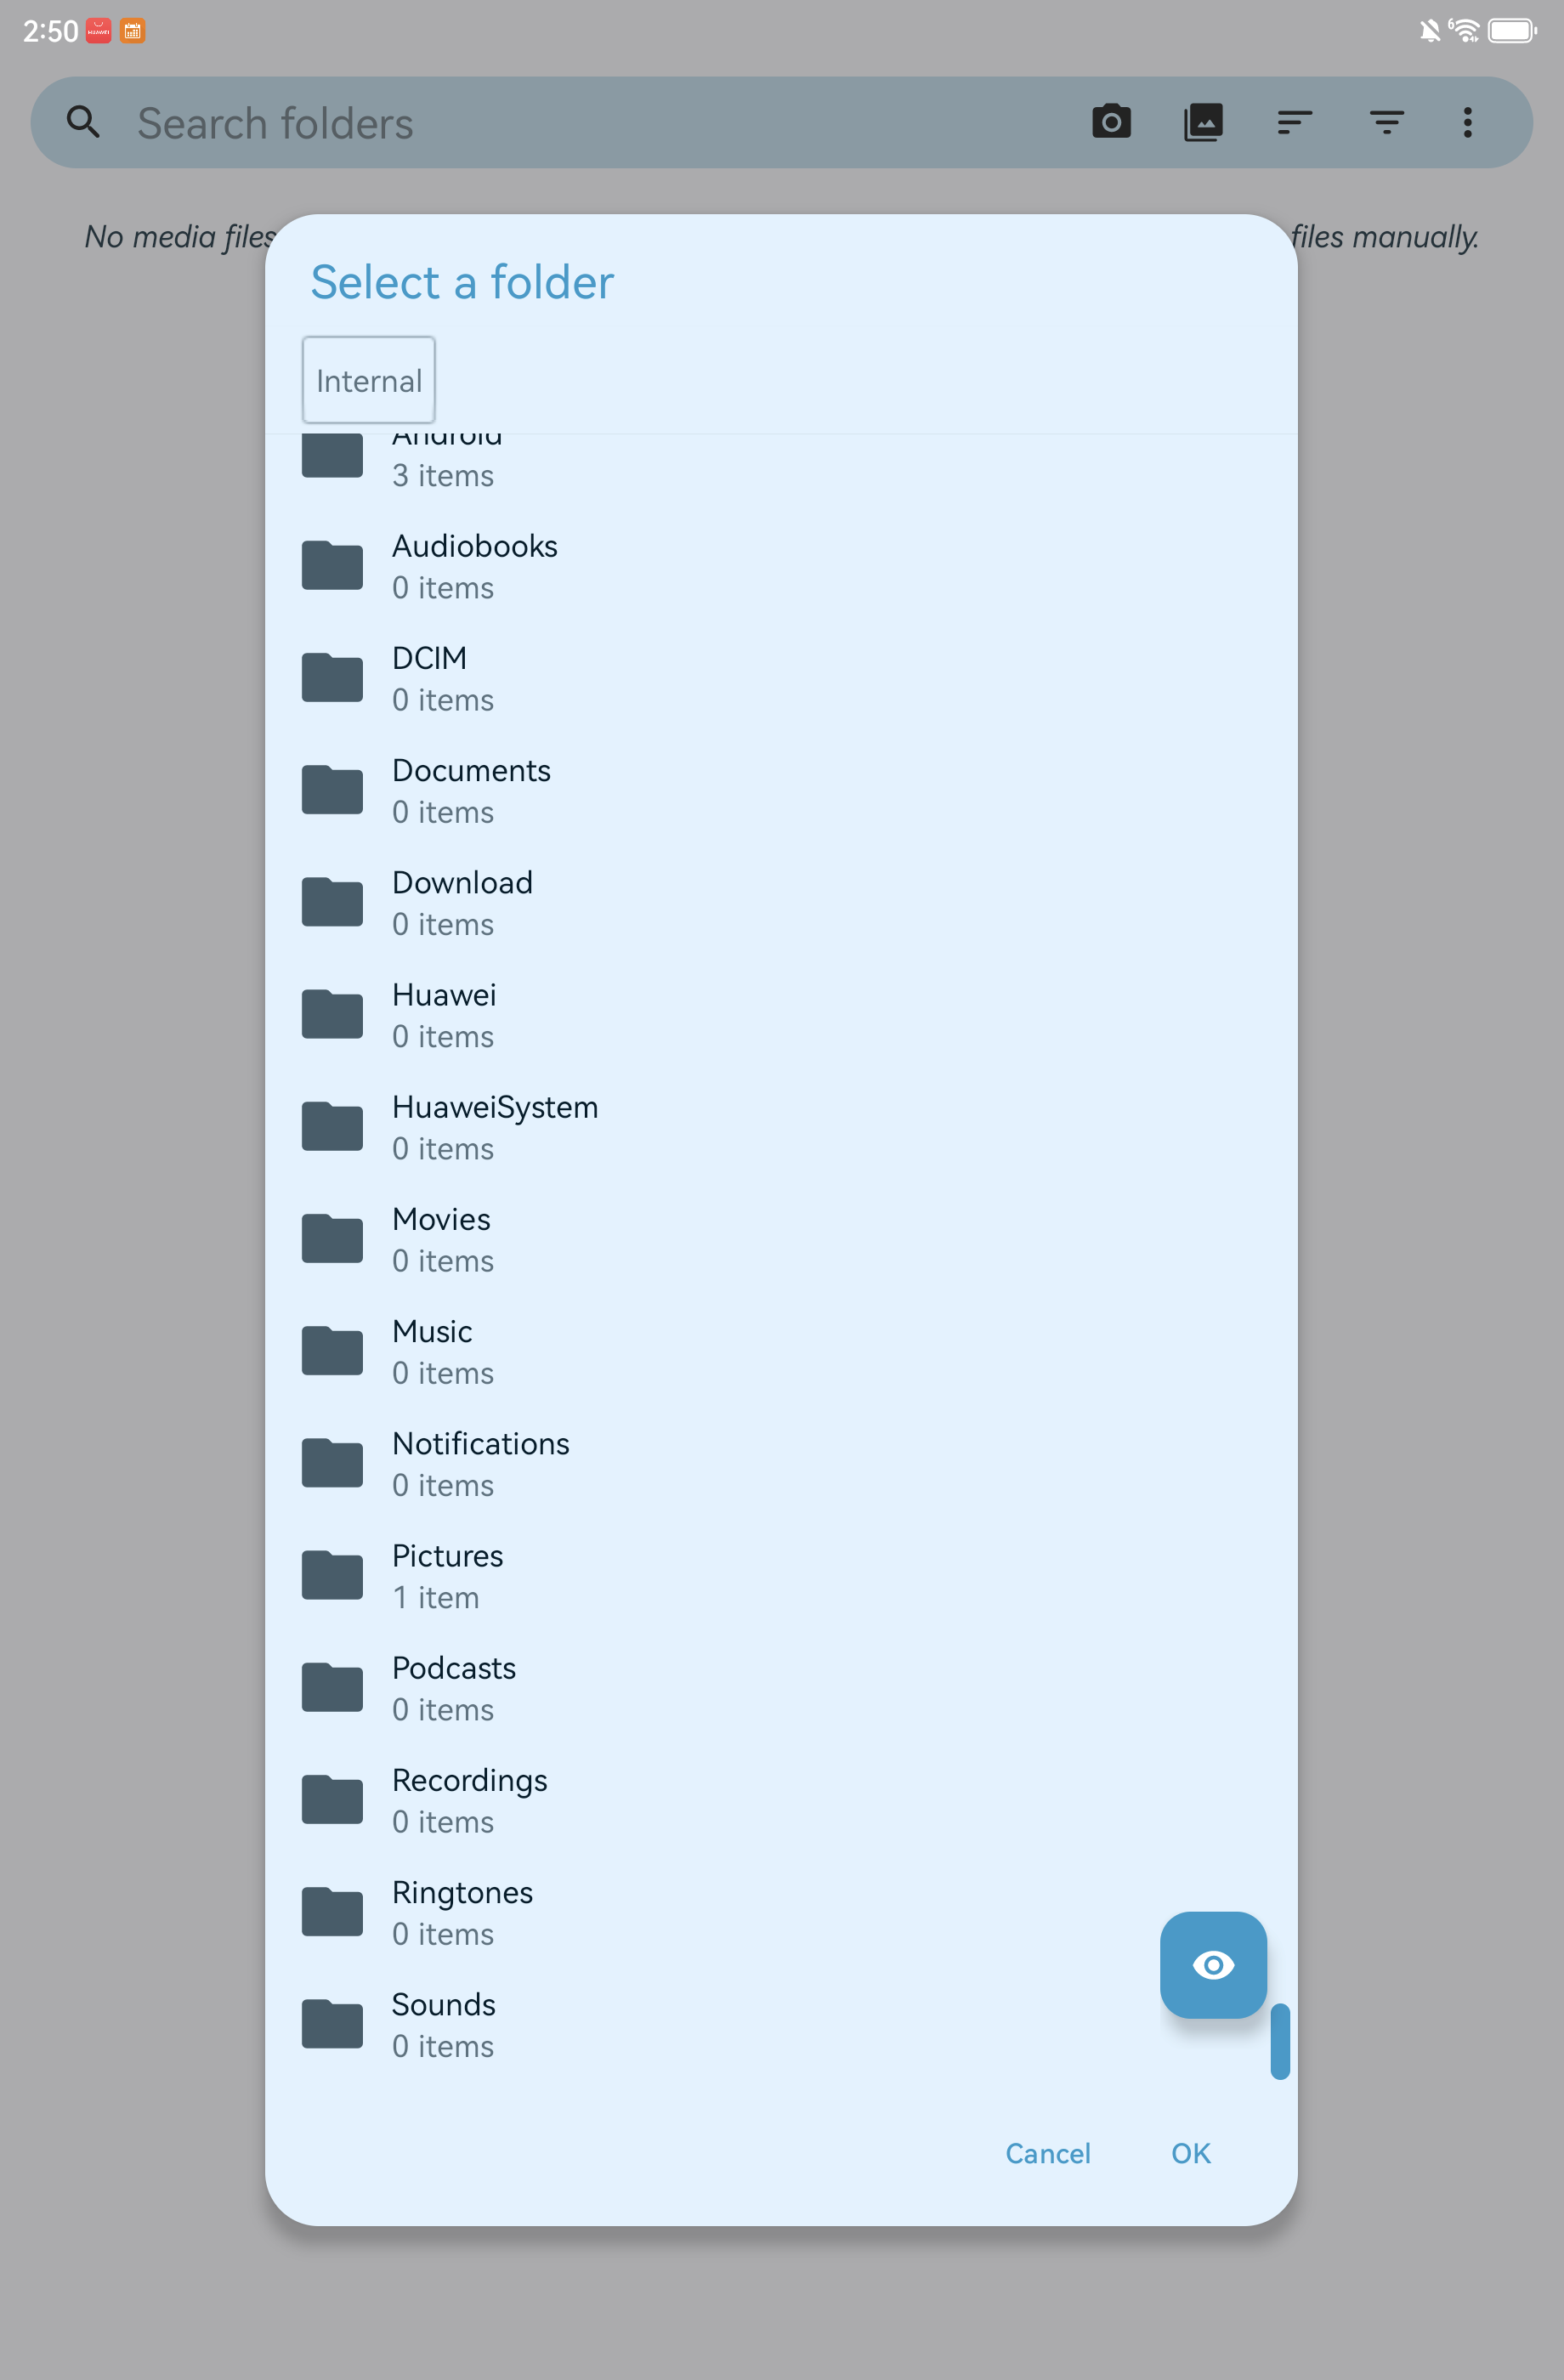 2:50
Search folders
No media files
files manually.
Select a folder
Internal
Android
3 items
Audiobooks
0 items
DCIM
0 items
Documents
0 items
Download
0 items
Huawei
0 items
HuaweiSystem
0 items
Movies
0 items
Music
0 items
Notifications
0 items
Pictures
1 item
Podcasts
0 items
Recordings
0 items
Ringtones
0 items
Sounds
0 items
Cancel
OK